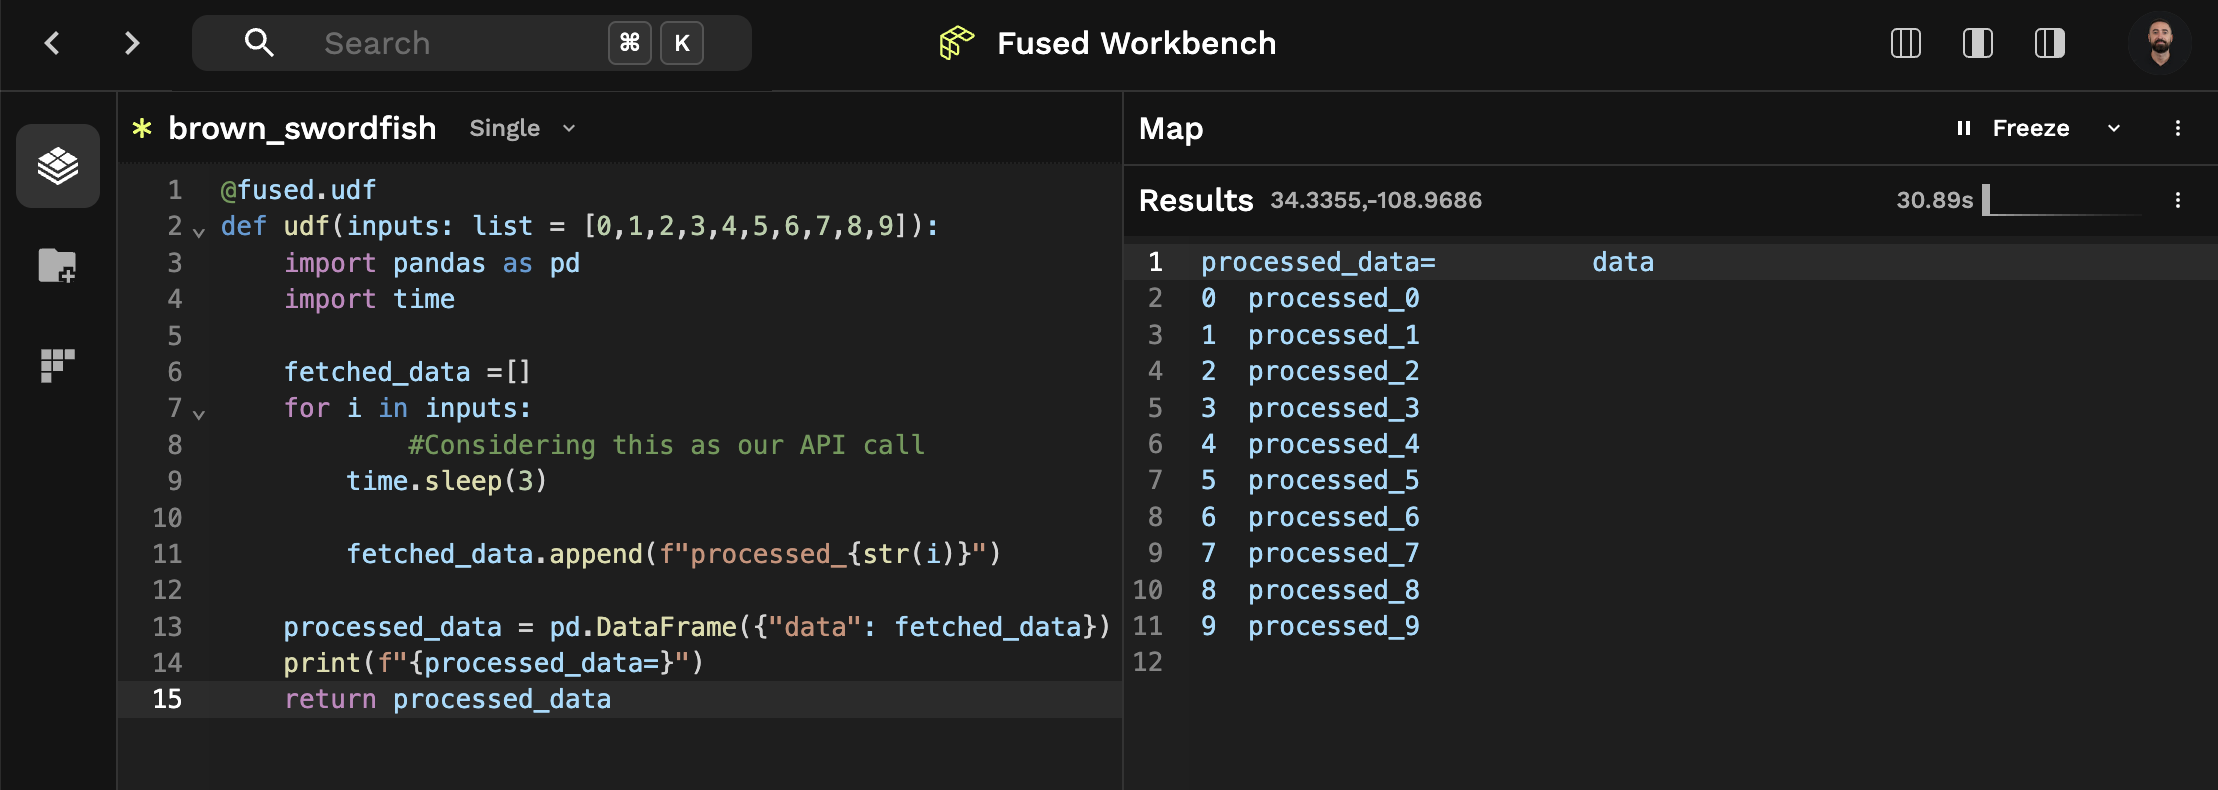 Search ⌘ K
Fused Workbench
* brown_swordfish Single
1 @fused.udf
2 def udf(inputs: list = [0,1,2,3,4,5,6,7,8,9]):
3     import pandas as pd
4     import time
5
6     fetched_data =[]
7     for i in inputs:
8             #Considering this as our API call
9         time.sleep(3)
10
11         fetched_data.append(f"processed_{str(i)}")
12
13     processed_data = pd.DataFrame({"data": fetched_data})
14     print(f"{processed_data=}")
15     return processed_data
Map Freeze
Results 34.3355,-108.9686 30.89s
1 processed_data=          data
2 0  processed_0
3 1  processed_1
4 2  processed_2
5 3  processed_3
6 4  processed_4
7 5  processed_5
8 6  processed_6
9 7  processed_7
10 8  processed_8
11 9  processed_9
12